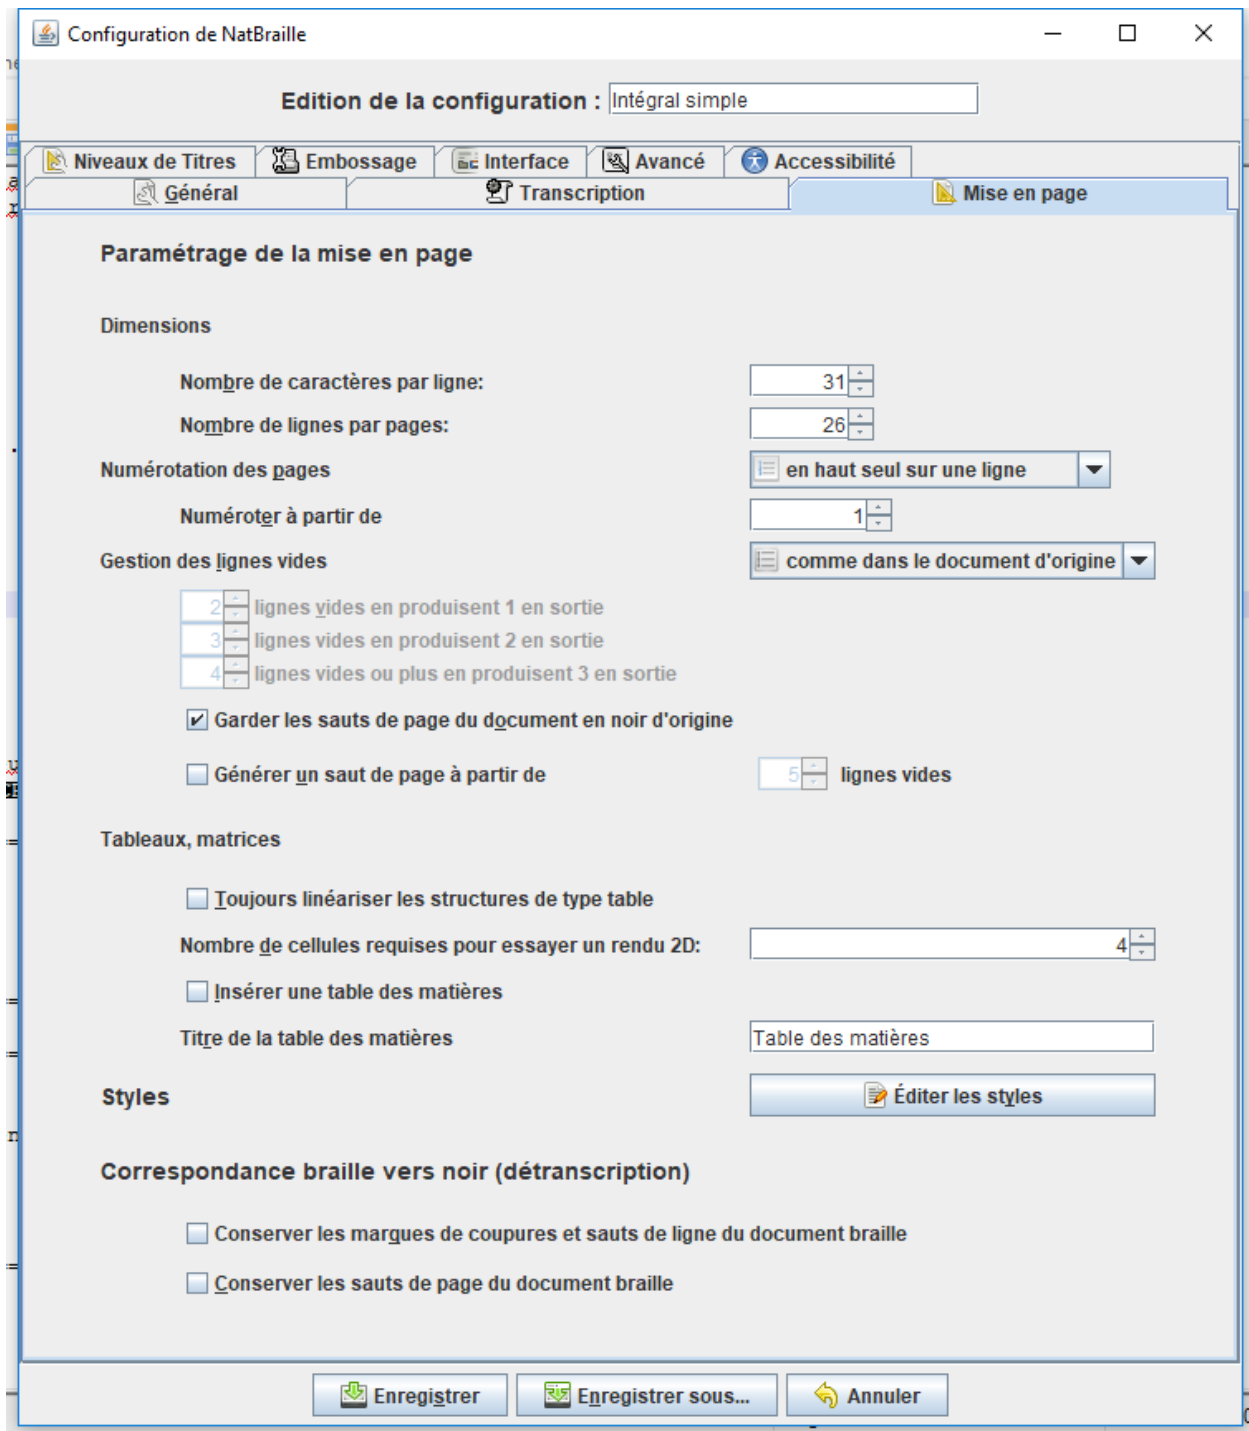 Configuration de NatBraille
Edition de la configuration : Intégral simple
Niveaux de Titres Embossage Interface Avancé Accessibilité
Général Transcription Mise en page
Paramétrage de la mise en page
Dimensions
Nombre de caractères par ligne: 31
Nombre de lignes par pages: 26
Numérotation des pages en haut seul sur une ligne
Numéroter à partir de 1
Gestion des lignes vides comme dans le document d'origine
2 lignes vides en produisent 1 en sortie
3 lignes vides en produisent 2 en sortie
4 lignes vides ou plus en produisent 3 en sortie
Garder les sauts de page du document en noir d'origine
Générer un saut de page à partir de 5 lignes vides
Tableaux, matrices
Toujours linéariser les structures de type table
Nombre de cellules requises pour essayer un rendu 2D: 4
Insérer une table des matières
Titre de la table des matières Table des matières
Styles Éditer les styles
Correspondance braille vers noir (détranscription)
Conserver les marques de coupures et sauts de ligne du document braille
Conserver les sauts de page du document braille
Enregistrer Enregistrer sous... Annuler